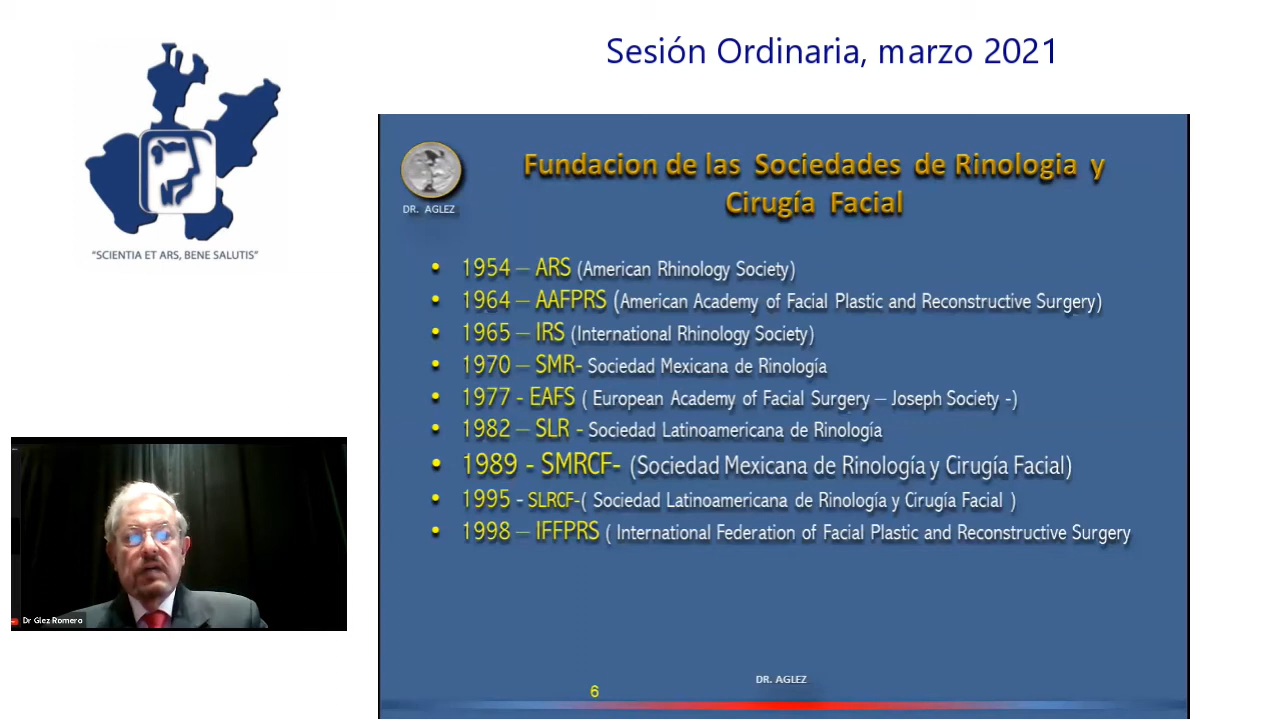 Sesión Ordinaria, marzo 2021
"SCIENTIA ET ARS, BENE SALUTIS"
DR. AGLEZ
Fundacion de las Sociedades de Rinologia y
Cirugía Facial
• 1954 – ARS (American Rhinology Society)
• 1964 – AAFPRS (American Academy of Facial Plastic and Reconstructive Surgery)
• 1965 – IRS (International Rhinology Society)
• 1970 – SMR- Sociedad Mexicana de Rinología
• 1977 - EAFS ( European Academy of Facial Surgery – Joseph Society -)
• 1982 – SLR - Sociedad Latinoamericana de Rinología
• 1989 - SMRCF- (Sociedad Mexicana de Rinología y Cirugía Facial)
• 1995 - SLRCF-( Sociedad Latinoamericana de Rinología y Cirugía Facial )
• 1998 – IFFPRS ( International Federation of Facial Plastic and Reconstructive Surgery
Dr Glez Romero
DR. AGLEZ
6